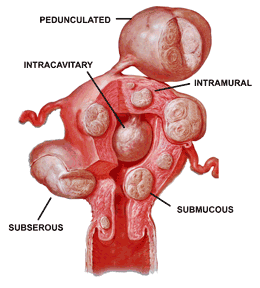 PEDUNCULATED
INTRACAVITARY
INTRAMURAL
SUBMUCOUS
SUBSEROUS